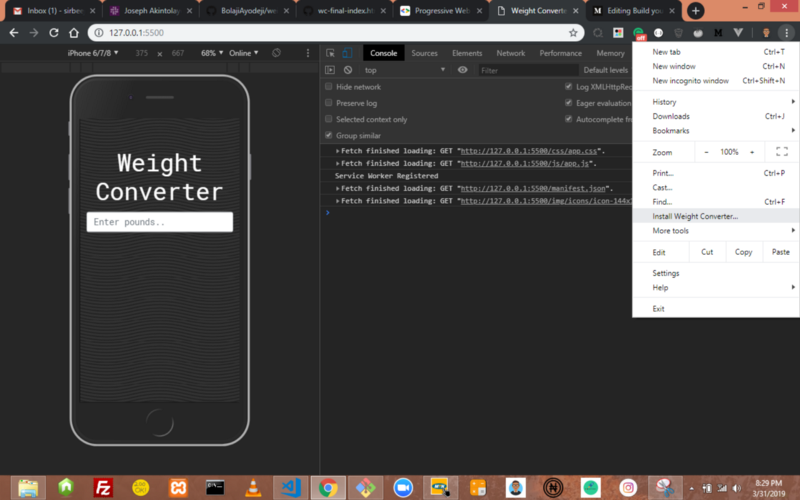 Inbox (1) - sirbe
Joseph Akintolay
BolajiAyodeji/we
wc-final-index.h
Progressive Web
Weight Converte
Editing Build you
127.0.0.1:5500
off
iPhone 6/7/8 ▼ 375 × 667 68% ▼ Online ▼
Console Sources Elements Network Performance Memory
top ▼ Filter Default levels
Hide network
Log XMLHttpReq
Preserve log
Eager evaluation
Selected context only
Autocomplete fro
Group similar
Fetch finished loading: GET "http://127.0.0.1:5500/css/app.css".
Fetch finished loading: GET "http://127.0.0.1:5500/js/app.js".
Service Worker Registered
Fetch finished loading: GET "http://127.0.0.1:5500/manifest.json".
Fetch finished loading: GET "http://127.0.0.1:5500/img/icons/icon-144x1
Weight
Converter
Enter pounds..
New tab Ctrl+T
New window Ctrl+N
New incognito window Ctrl+Shift+N
History
Downloads Ctrl+J
Bookmarks
Zoom − 100% +
Print... Ctrl+P
Cast...
Find... Ctrl+F
Install Weight Converter...
More tools
Edit Cut Copy Paste
Settings
Help
Exit
8:29 PM
3/31/2019